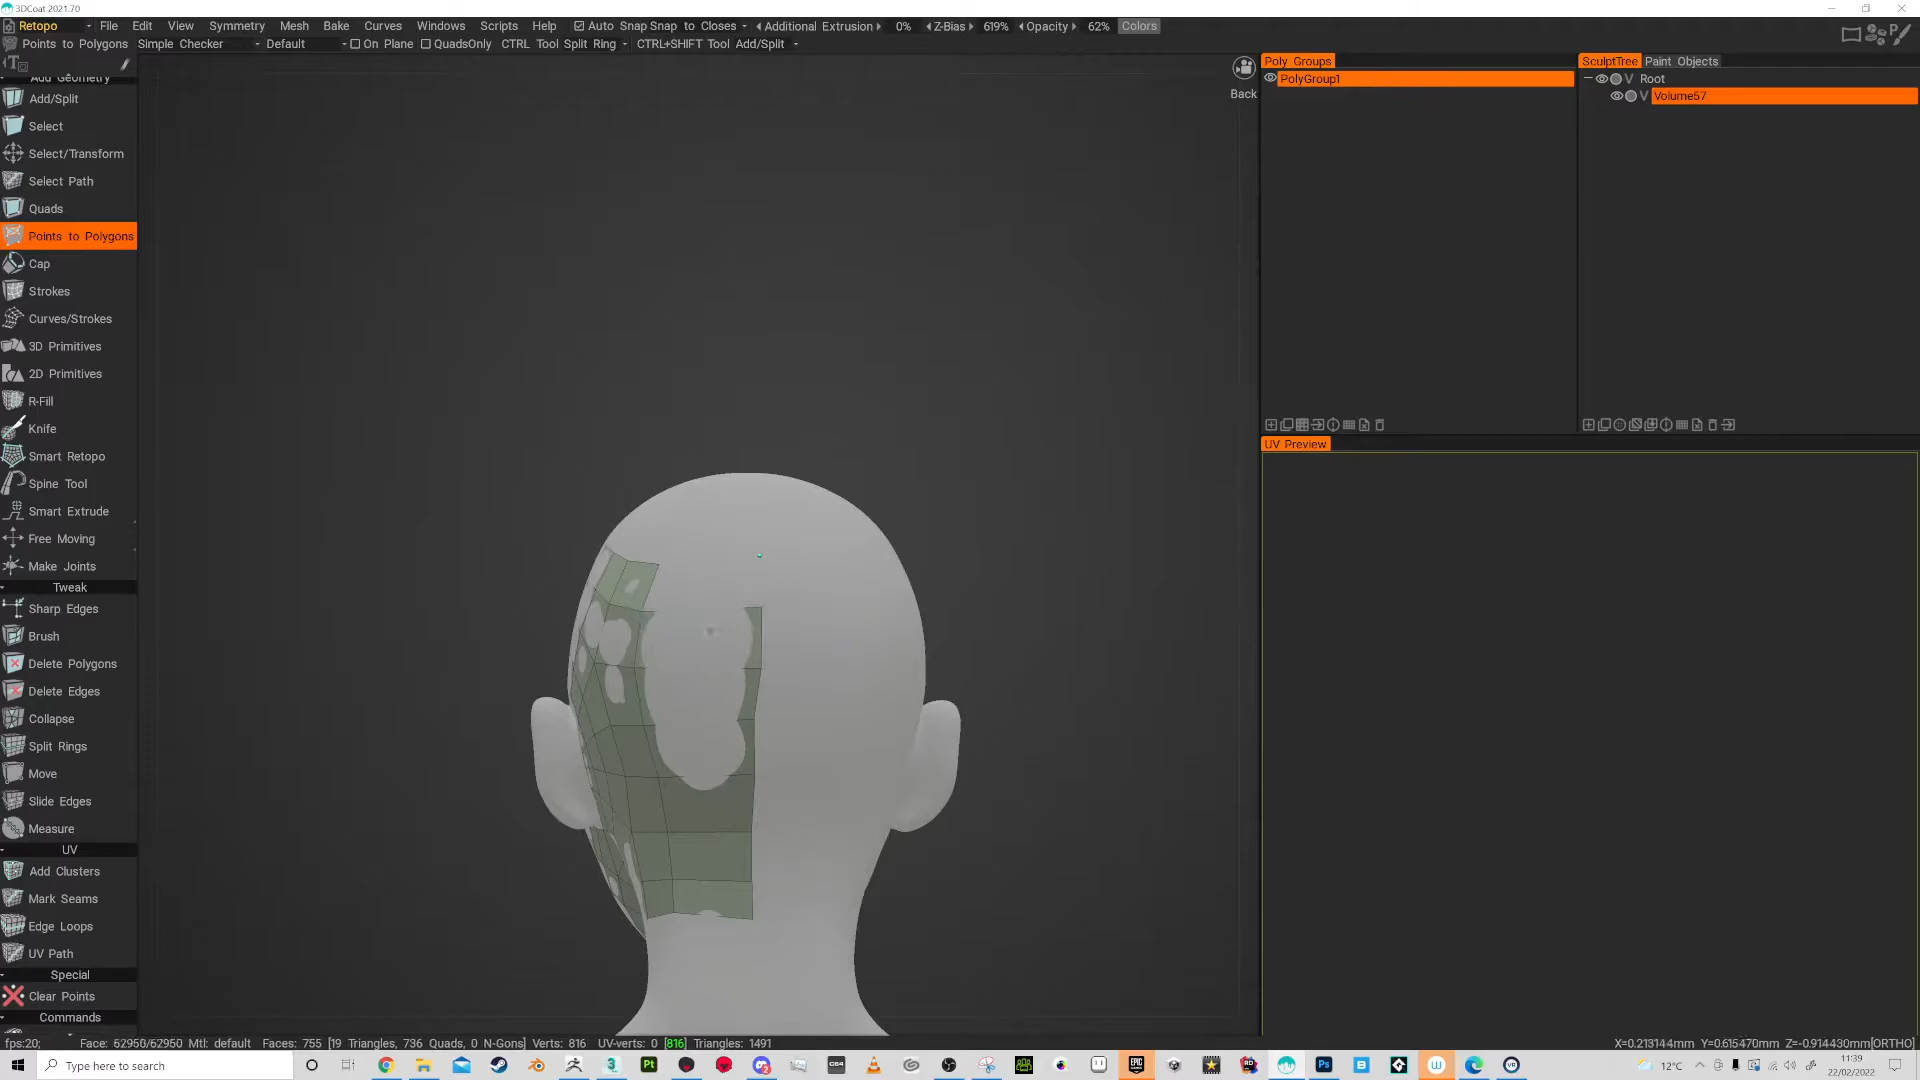 3DCoat 2021.70
Retopo File Edit View Symmetry Mesh Bake Curves Windows Scripts Help Auto Snap Snap to Closes Additional Extrusion 0% Z-Bias 619% Opacity 62% Colors
Points to Polygons Simple Checker Default On Plane QuadsOnly CTRL Tool Split Ring CTRL+SHIFT Tool Add/Split
Add Geometry
Add/Split
Select
Select/Transform
Select Path
Quads
Points to Polygons
Cap
Strokes
Curves/Strokes
3D Primitives
2D Primitives
R-Fill
Knife
Smart Retopo
Spine Tool
Smart Extrude
Free Moving
Make Joints
Tweak
Sharp Edges
Brush
Delete Polygons
Delete Edges
Collapse
Split Rings
Move
Slide Edges
Measure
UV
Add Clusters
Mark Seams
Edge Loops
UV Path
Special
Clear Points
Commands
Back
Poly Groups
PolyGroup1
SculptTree Paint Objects
V Root
V Volume57
UV Preview
fps:20; Face: 62950/62950 Mtl: default Faces: 755 [19 Triangles, 736 Quads, 0 N-Gons] Verts: 816 UV-verts: 0 [816] Triangles: 1491
X=0.213144mm Y=0.615470mm Z=-0.914430mm[ORTHO]
Type here to search
12°C
11:39
22/02/2022